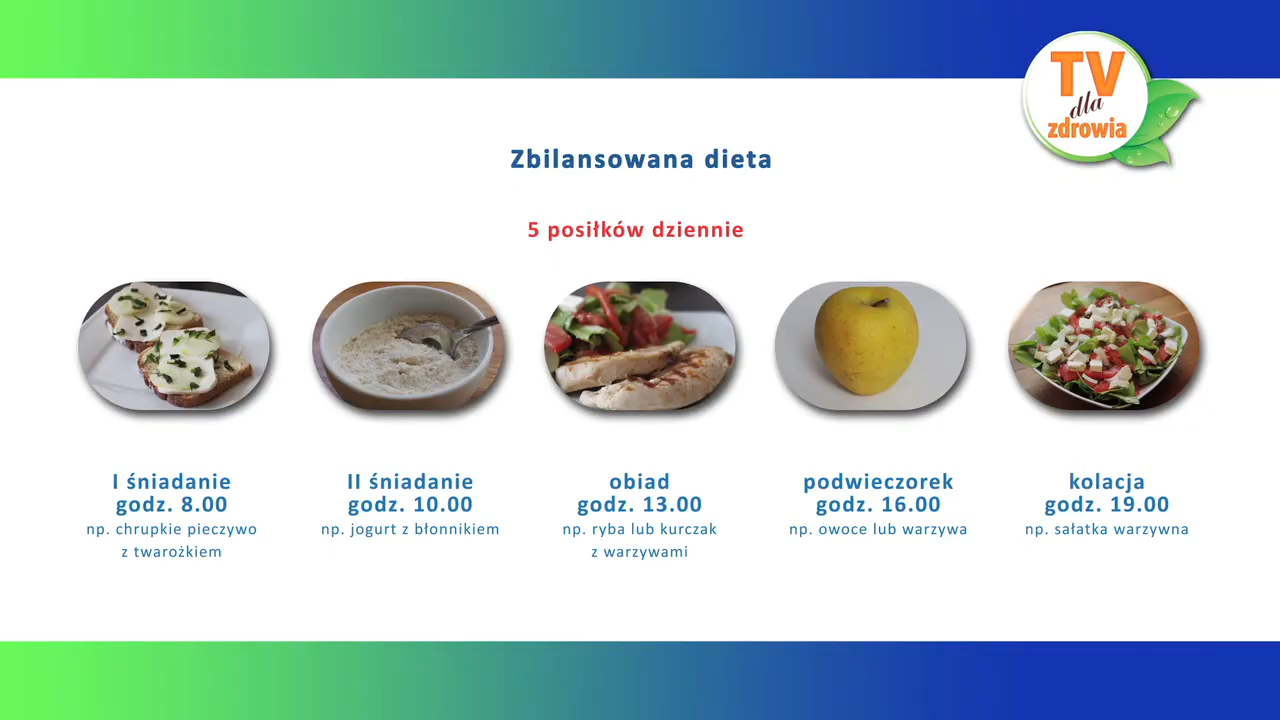 TV
dla
zdrowia
Zbilansowana dieta
5 posiłków dziennie
I śniadanie
godz. 8.00
np. chrupkie pieczywo
z twarożkiem
II śniadanie
godz. 10.00
np. jogurt z błonnikiem
obiad
godz. 13.00
np. ryba lub kurczak
z warzywami
podwieczorek
godz. 16.00
np. owoce lub warzywa
kolacja
godz. 19.00
np. sałatka warzywna